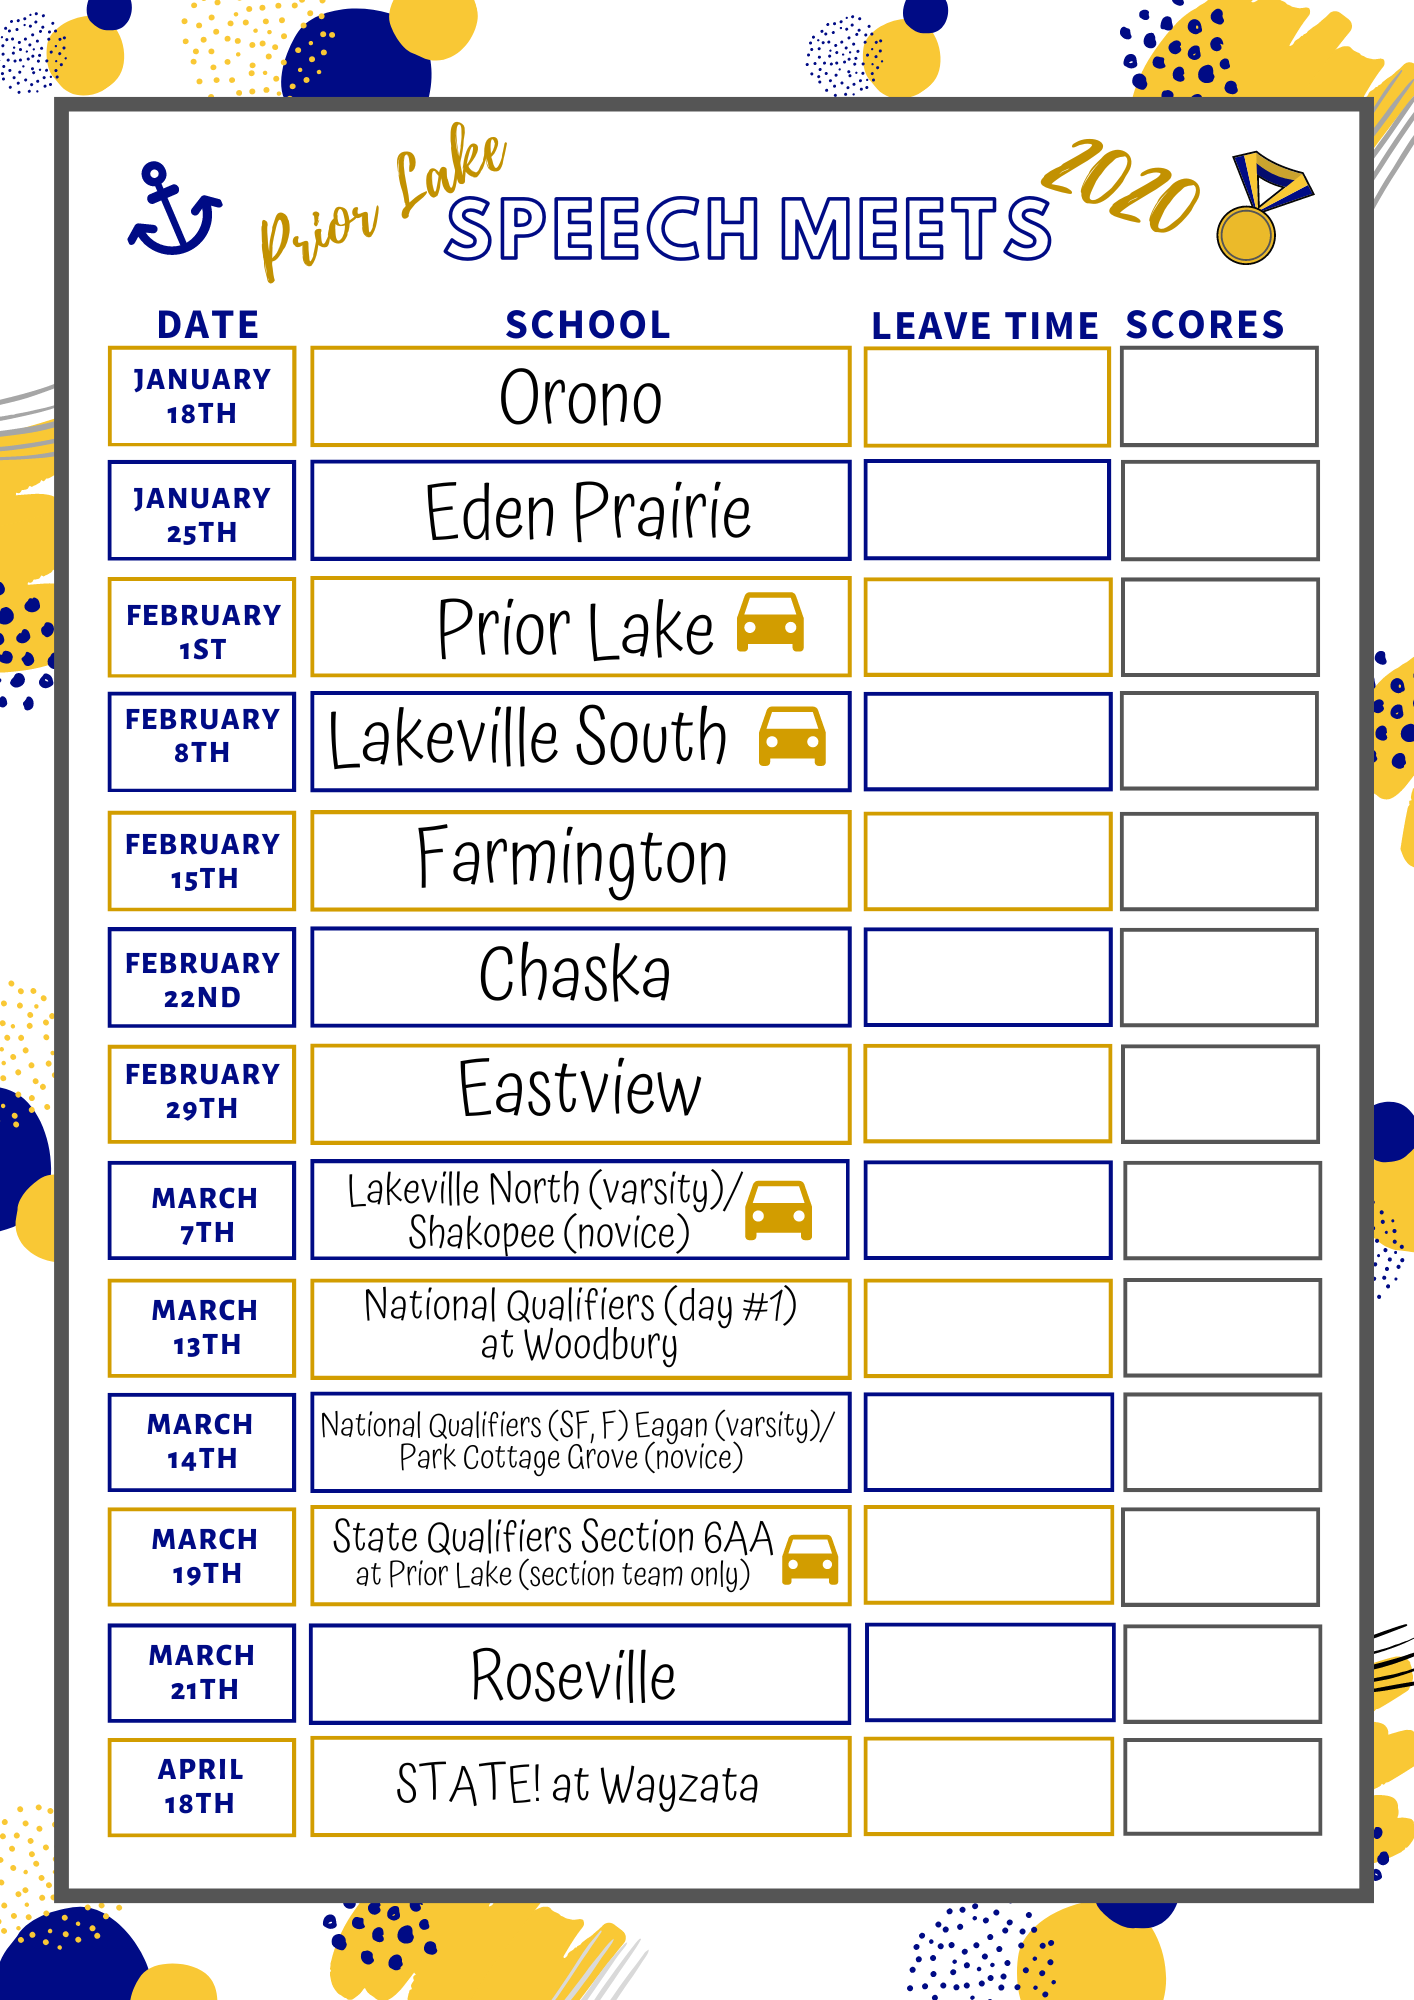 Prior Lake
SPEECH MEETS
2020
DATE SCHOOL LEAVE TIME SCORES
JANUARY
18TH
Orono
JANUARY
25TH
Eden Prairie
FEBRUARY
1ST
Prior Lake
FEBRUARY
8TH
Lakeville South
FEBRUARY
15TH
Farmington
FEBRUARY
22ND
Chaska
FEBRUARY
29TH
Eastview
MARCH
7TH
Lakeville North (varsity)/
Shakopee (novice)
MARCH
13TH
National Qualifiers (day #1)
at Woodbury
MARCH
14TH
National Qualifiers (SF, F) Eagan (varsity)/
Park Cottage Grove (novice)
MARCH
19TH
State Qualifiers Section 6AA
at Prior Lake (section team only)
MARCH
21TH
Roseville
APRIL
18TH
STATE! at Wayzata